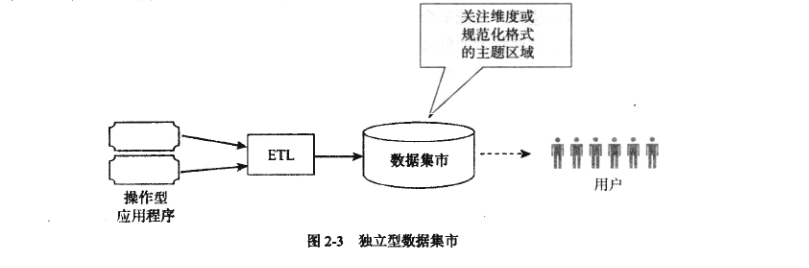 关注维度或
规范化格式
的主题区域
ETL
数据集市
操作型
应用程序
用户
图 2-3 独立型数据集市